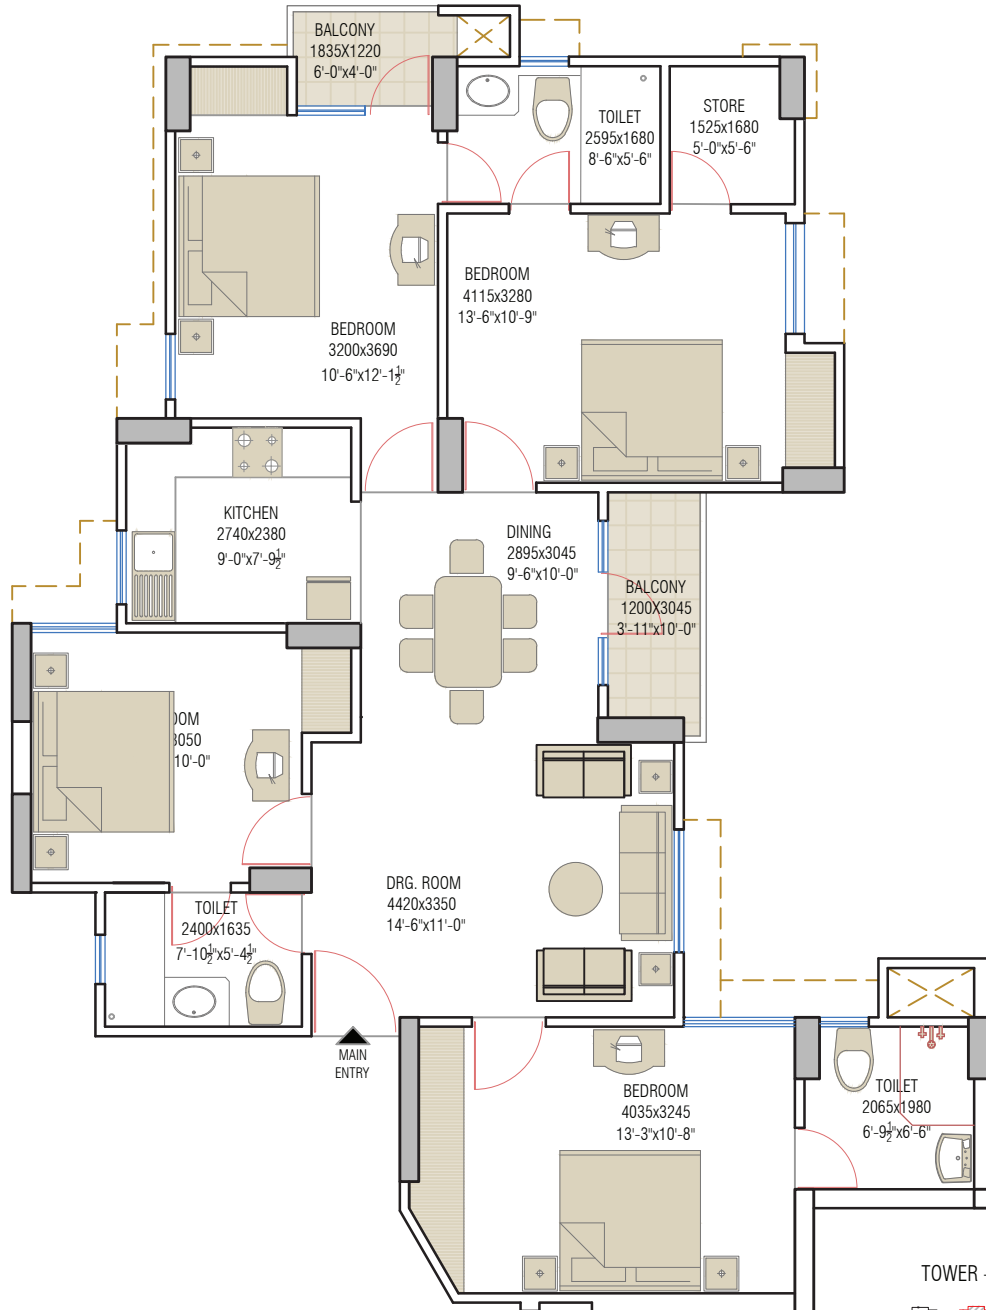 BALCONY
1835X1220
6'-0"x4'-0"
TOILET
2595x1680
8'-6"x5'-6"
STORE
1525x1680
5'-0"x5'-6"
BEDROOM
4115x3280
13'-6"x10'-9"
BEDROOM
3200x3690
10'-6"x12'-1½"
KITCHEN
2740x2380
9'-0"x7'-9½"
DINING
2895x3045
9'-6"x10'-0"
BALCONY
1200X3045
3'-11"x10'-0"
OOM
3050
10'-0"
DRG. ROOM
4420x3350
14'-6"x11'-0"
TOILET
2400x1635
7'-10½"x5'-4½"
MAIN
ENTRY
BEDROOM
4035x3245
13'-3"x10'-8"
TOILET
2065x1980
6'-9½"x6'-6"
TOWER -